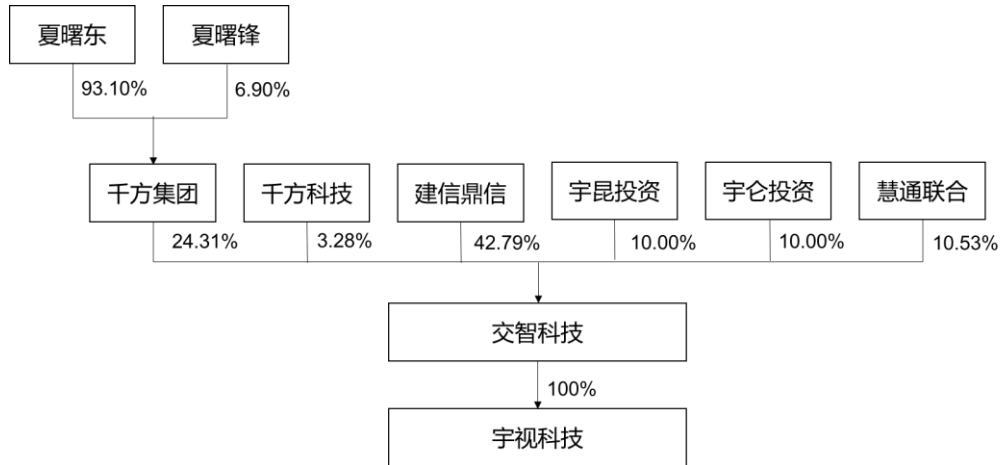 夏曙东
夏曙锋
93.10%
6.90%
千方集团
千方科技
建信鼎信
宇昆投资
宇仑投资
慧通联合
24.31%
3.28%
42.79%
10.00%
10.00%
10.53%
交智科技
100%
宇视科技